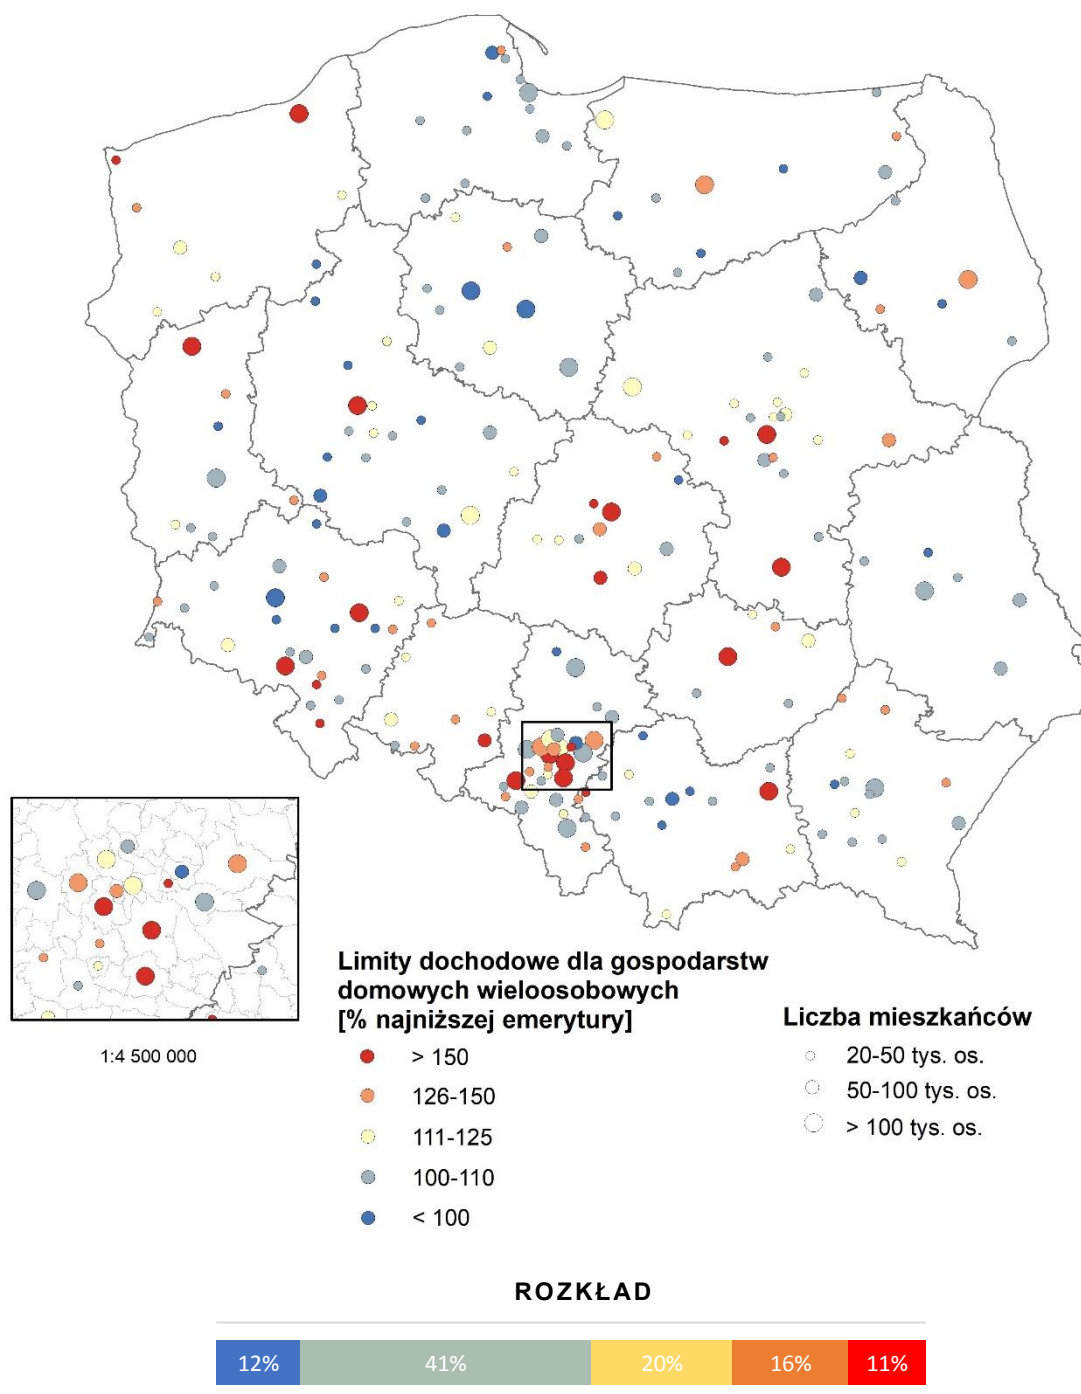 Limity dochodowe dla gospodarstw
domowych wieloosobowych
[% najniższej emerytury]
> 150
126-150
111-125
100-110
< 100
Liczba mieszkańców
20-50 tys. os.
50-100 tys. os.
> 100 tys. os.
1:4 500 000
ROZKŁAD
12% 41% 20% 16% 11%